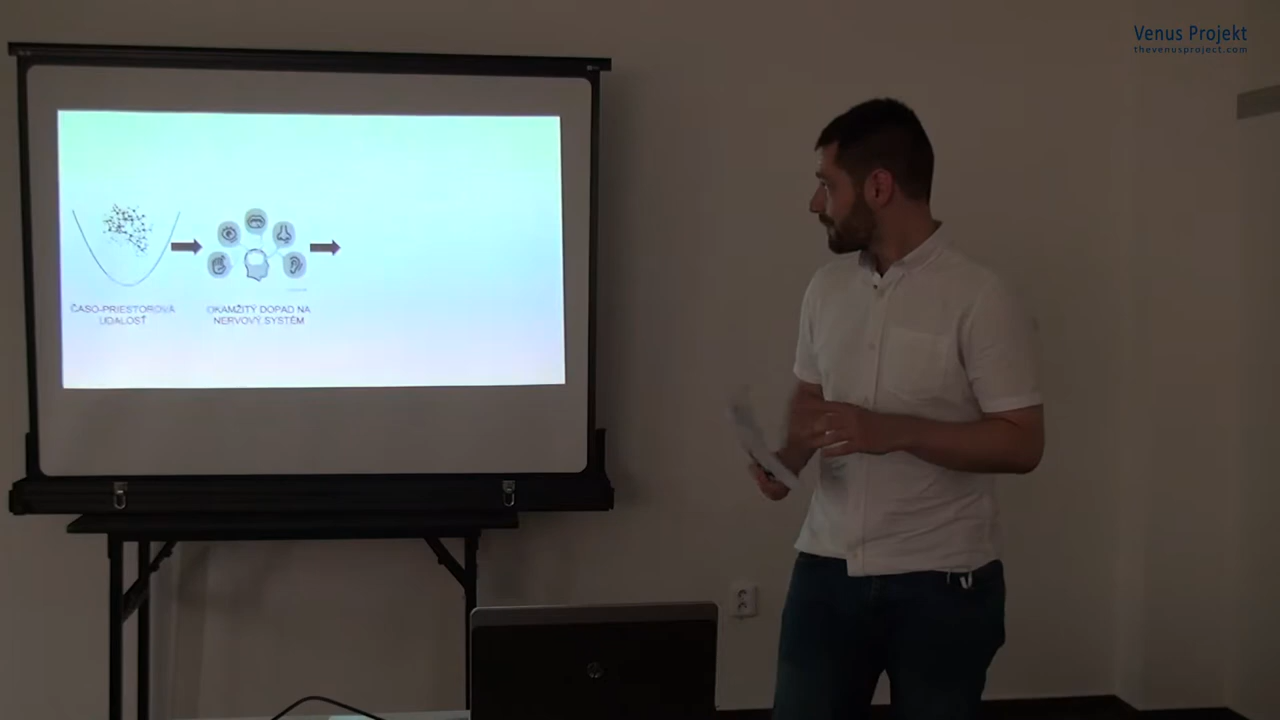 Venus Projekt
thevenusproject.com
ČASO-PRIESTOROVÁ
UDALOSŤ
OKAMŽITÝ DOPAD NA
NERVOVÝ SYSTÉM